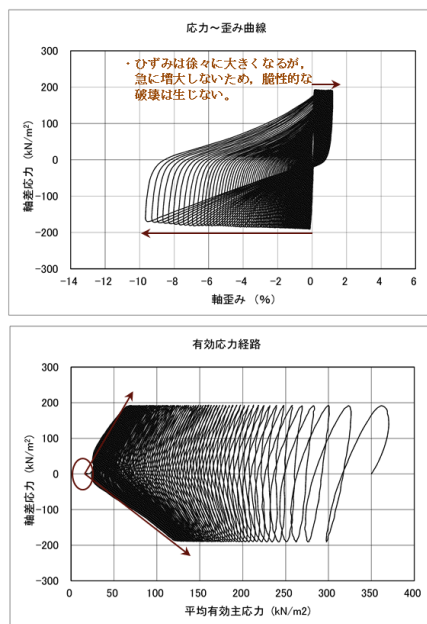 応力～歪み曲線
・ひずみは徐々に大きくなるが，
急に増大しないため，脆性的な
破壊は生じない。
軸差応力 (kN/m²)
300
200
100
0
-100
-200
-300
-14 -12 -10 -8 -6 -4 -2 0 2 4 6
軸歪み (%)
有効応力経路
軸差応力 (kN/m²)
300
200
100
0
-100
-200
-300
0 50 100 150 200 250 300 350 400
平均有効主応力 (kN/m2)